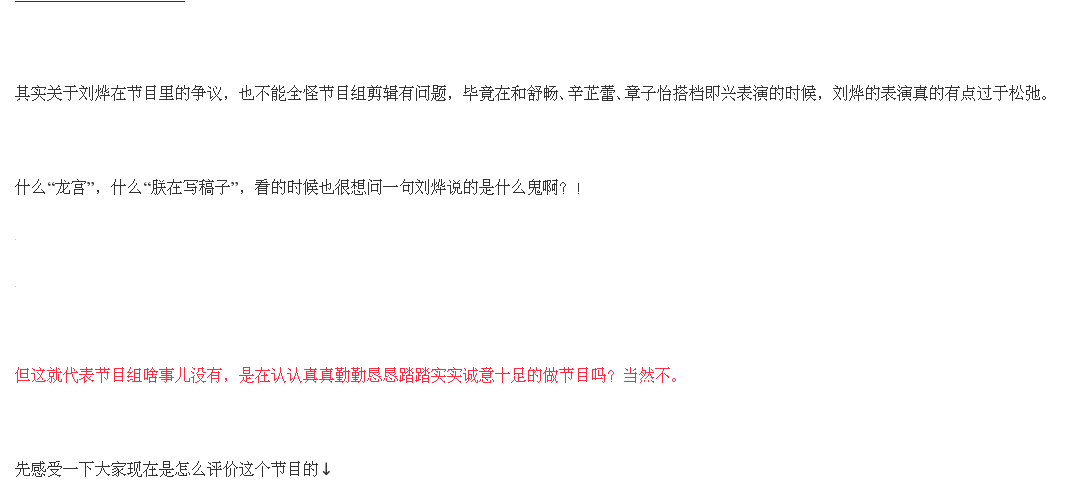 其实关于刘烨在节目里的争议，也不能全怪节目组剪辑有问题，毕竟在和舒畅、辛芷蕾、章子怡搭档即兴表演的时候，刘烨的表演真的有点过于松弛。
什么“龙宫”，什么“朕在写稿子”，看的时候也很想问一句刘烨说的是什么鬼啊？！
但这就代表节目组啥事儿没有，是在认认真真勤勤恳恳踏踏实实诚意十足的做节目吗？当然不。
先感受一下大家现在是怎么评价这个节目的↓